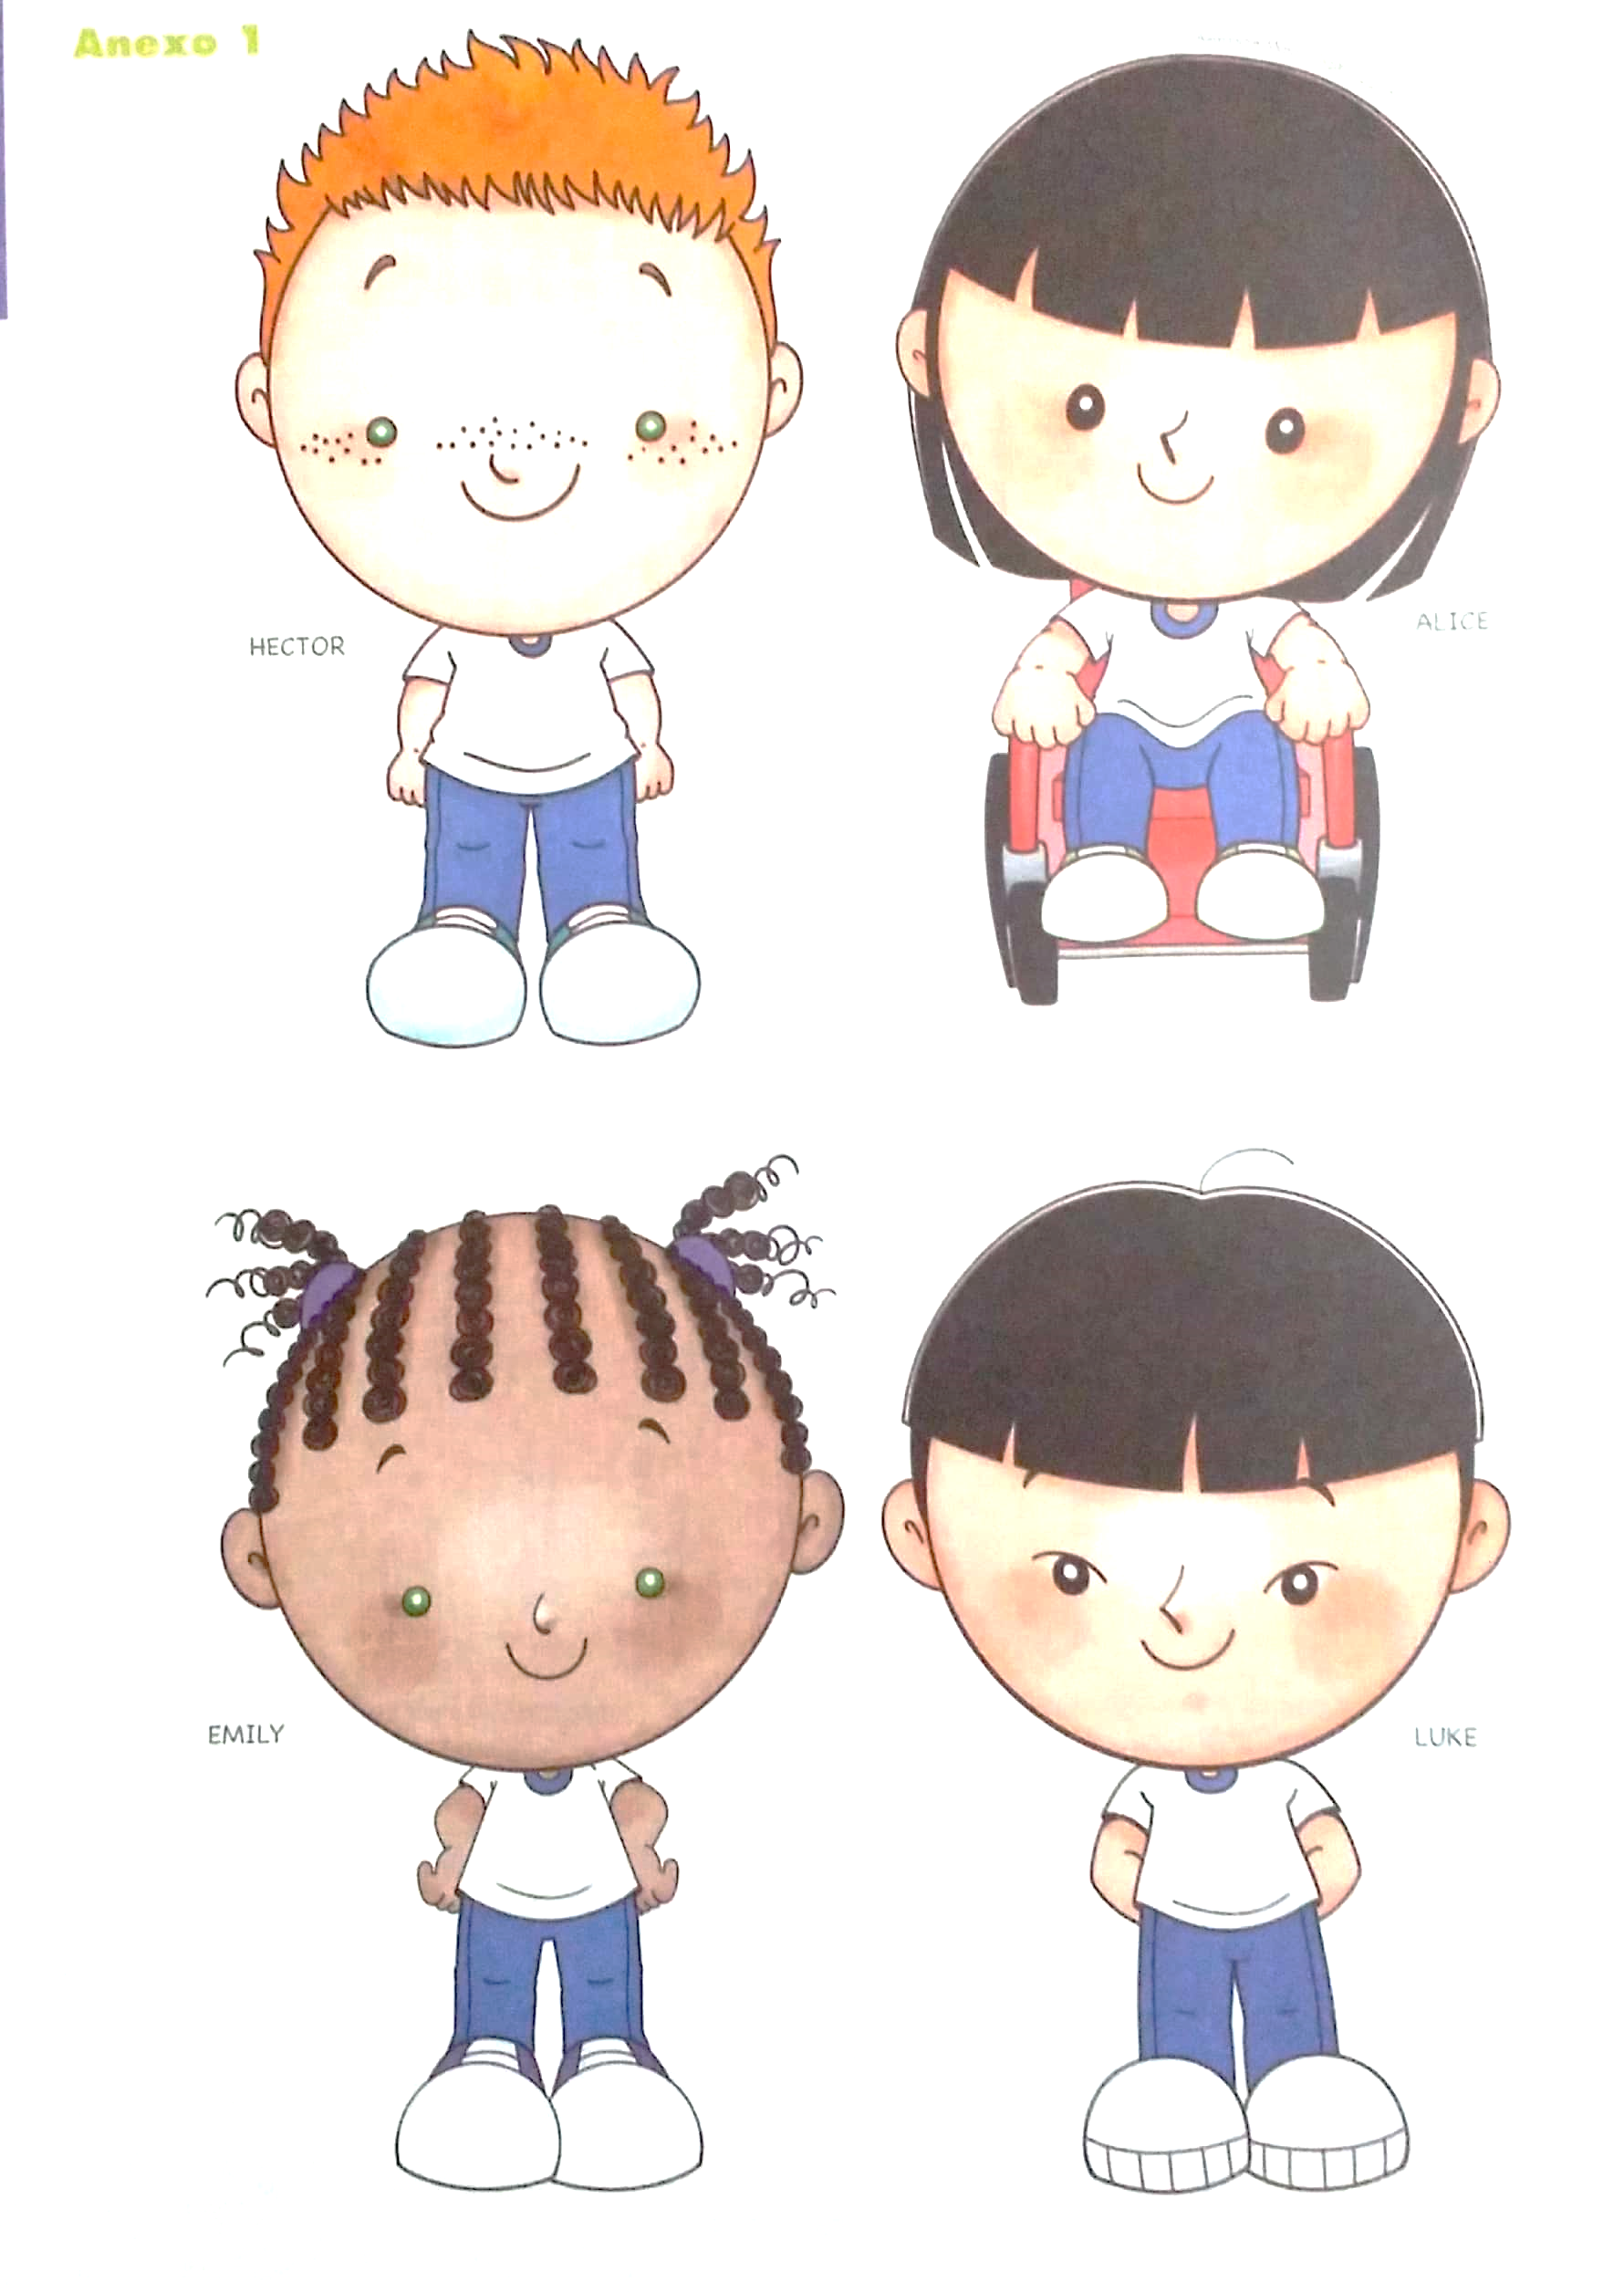 Anexo 1
HECTOR
ALICE
EMILY
LUKE